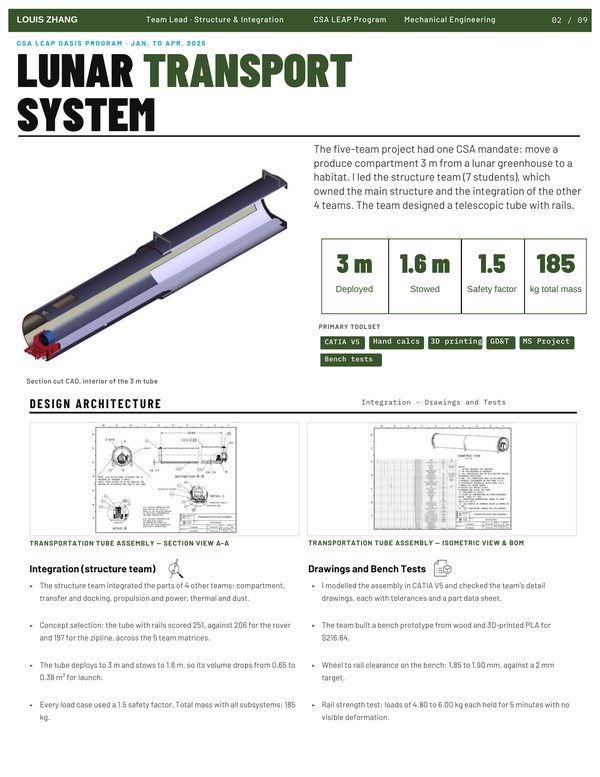 LOUIS ZHANG
Team Lead · Structure & Integration
CSA LEAP Program
Mechanical Engineering
02 / 09
CSA LEAP OASIS PROGRAM · JAN. TO APR, 2025
LUNAR TRANSPORT
SYSTEM
The five-team project had one CSA mandate: move a
produce compartment 3 m from a lunar greenhouse to a
habitat. I led the structure team (7 students), which
owned the main structure and the integration of the other
4 teams. The team designed a telescopic tube with rails.
3 m
Deployed
1.6 m
Stowed
1.5
Safety factor
185
kg total mass
PRIMARY TOOLSET
CATIA V5
Hand calcs
3D printing
GD&T
MS Project
Bench tests
Section cut CAD, interior of the 3 m tube
DESIGN ARCHITECTURE
Integration · Drawings and Tests
SECTION VIEW A-A
DETAIL B
DETAIL C
ISOMETRIC VIEW
TRANSPORTATION TUBE ASSEMBLY — SECTION VIEW A-A
TRANSPORTATION TUBE ASSEMBLY — ISOMETRIC VIEW & BOM
Integration (structure team)
• The structure team integrated the parts of 4 other teams: compartment,
transfer and docking, propulsion and power, thermal and dust.
• Concept selection: the tube with rails scored 251, against 206 for the rover
and 197 for the zipline, across the 5 team matrices.
• The tube deploys to 3 m and stows to 1.6 m, so its volume drops from 0.65 to
0.38 m³ for launch.
• Every load case used a 1.5 safety factor. Total mass with all subsystems: 185
kg.
Drawings and Bench Tests
• I modelled the assembly in CATIA V5 and checked the team's detail
drawings, each with tolerances and a part data sheet.
• The team built a bench prototype from wood and 3D-printed PLA for
$216.64.
• Wheel to rail clearance on the bench: 1.85 to 1.90 mm, against a 2 mm
target.
• Rail strength test: loads of 4.80 to 6.00 kg each held for 5 minutes with no
visible deformation.